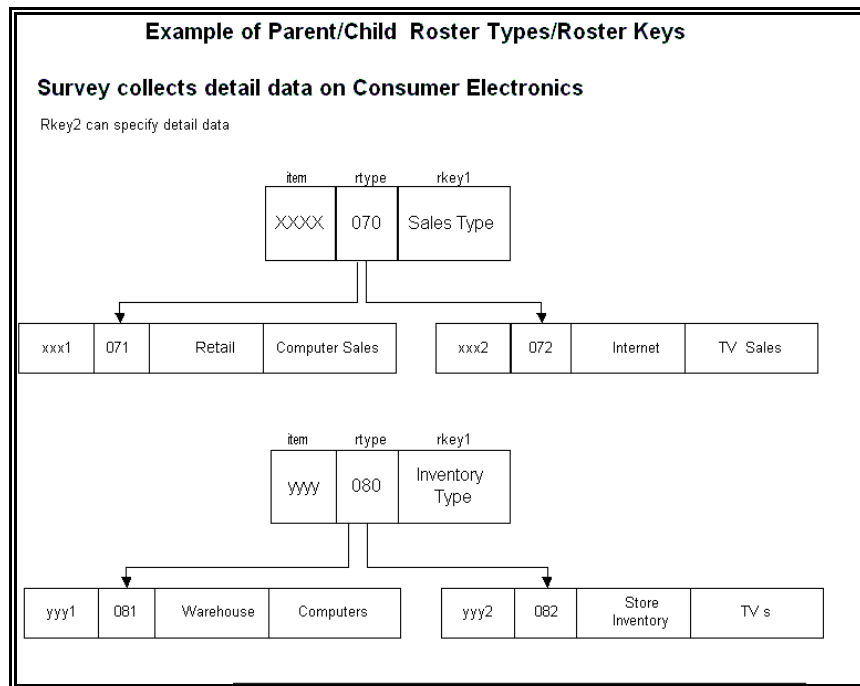 Example of Parent/Child Roster Types/Roster Keys
Survey collects detail data on Consumer Electronics
Rkey2 can specify detail data
item rtype rkey1
XXXX 070 Sales Type
xxx1 071 Retail Computer Sales
xxx2 072 Internet TV Sales
item rtype rkey1
yyyy 080 Inventory
Type
yyy1 081 Warehouse Computers
yyy2 082 Store
Inventory TV s